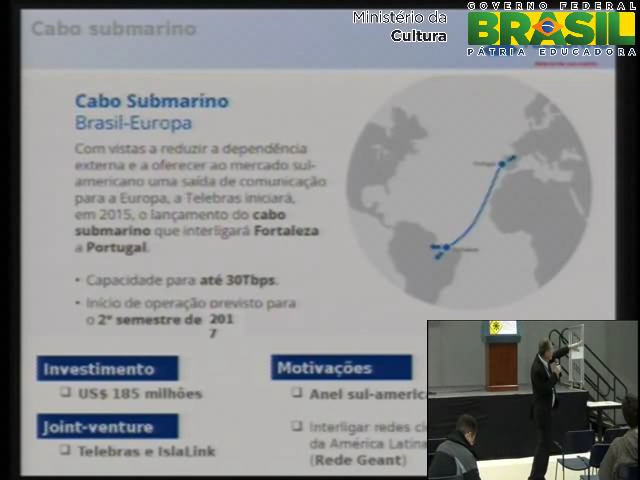 GOVERNO FEDERAL
Ministério da
Cultura
BRASIL
PÁTRIA EDUCADORA
Cabo submarino
Cabo Submarino
Brasil-Europa
Com vistas a reduzir a dependência
externa e a oferecer ao mercado sul-
americano uma saída de comunicação
para a Europa, a Telebras iniciará,
em 2015, o lançamento do cabo
submarino que interligará Fortaleza
a Portugal.
• Capacidade para até 30Tbps.
• Início de operação previsto para
o 2º semestre de 201
7
Portugal
Investimento
❑ US$ 185 milhões
Joint-venture
❑ Telebras e IslaLink
Motivações
❑ Anel sul-americ
❑ Interligar redes
da América Latin
(Rede Geant)